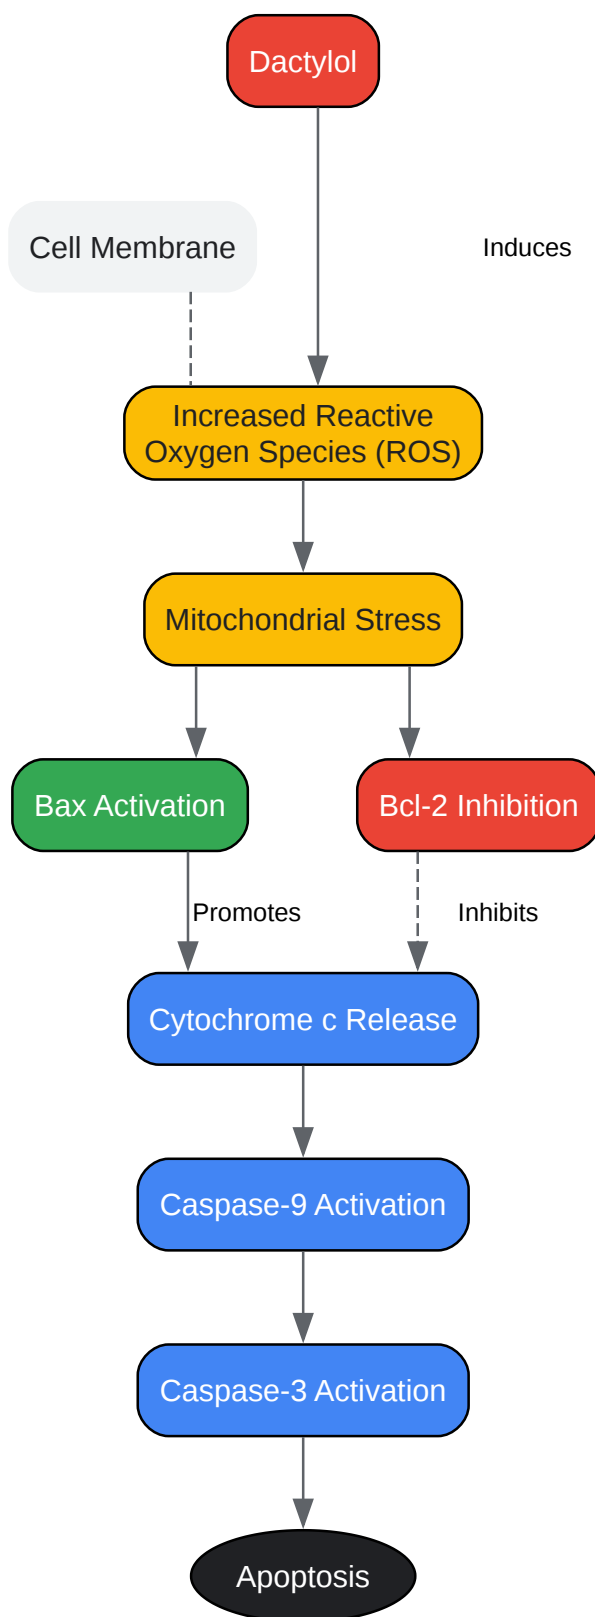 Dactylol
Cell Membrane
Induces
Increased Reactive
Oxygen Species (ROS)
Mitochondrial Stress
Bax Activation
Bcl-2 Inhibition
Promotes
Inhibits
Cytochrome c Release
Caspase-9 Activation
Caspase-3 Activation
Apoptosis